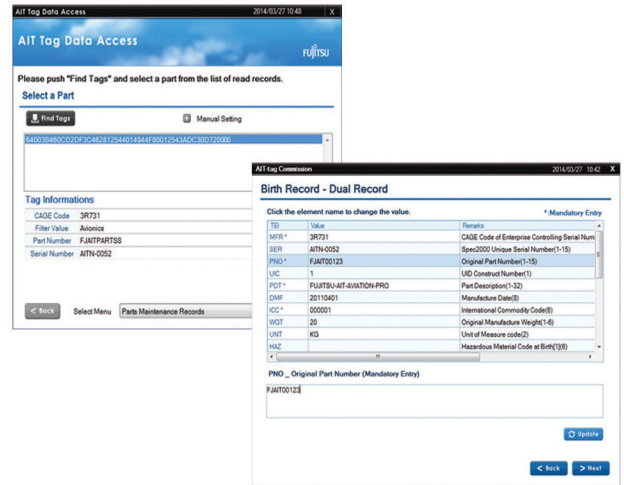 AIT Tag Data Access 2014/03/27 10:48 X
AIT Tag Data Access
FUJITSU
Please push "Find Tags" and select a part from the list of read records.
Select a Part
Find Tags Manual Setting
Tag Informations
CAGE Code 3R731
Filter Value Avionics
Part Number FJAITPARTS8
Serial Number AITN-0052
< Back Select Menu Parts Maintenance Records
AIT-tag Commission 2014/03/27 10:42 X
Birth Record - Dual Record
Click the element name to change the value. *:Mandatory Entry
TEI Value Remarks
MFR * 3R731 CAGE Code of Enterprise Controlling Serial Num
SER AITN-0052 Spec2000 Unique Serial Number(1-15)
PNO * FJAIT00123 Original Part Number(1-15)
UIC 1 UID Construct Number(1)
PDT * FUJITSU-AIT-AVIATION-PRO Part Description(1-32)
DMF 20110401 Manufacture Date(8)
ICC * 000001 International Commodity Code(6)
WGT 20 Original Manufacture Weight(1-6)
UNT KG Unit of Measure code(2)
HAZ Hazardous Material Code at Birth[1](6)
PNO _ Original Part Number (Mandatory Entry)
FJAIT00123
Update
< Back > Next